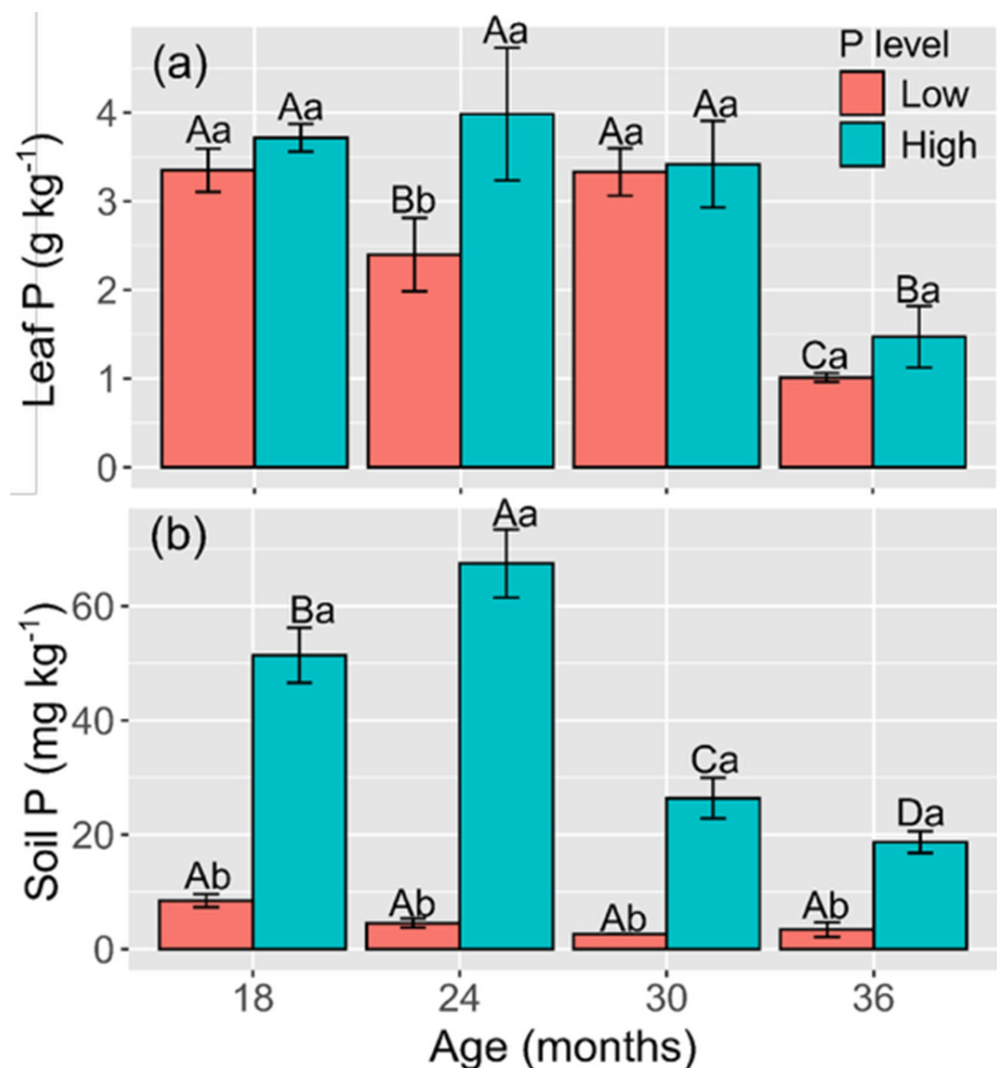 (a)
P level
Low
High
Leaf P (g kg⁻¹)
4
3
2
1
0
Aa
Aa
Bb
Aa
Aa
Aa
Ca
Ba
(b)
Soil P (mg kg⁻¹)
60
40
20
0
Ab
Ba
Ab
Aa
Ab
Ca
Ab
Da
18 24 30 36
Age (months)